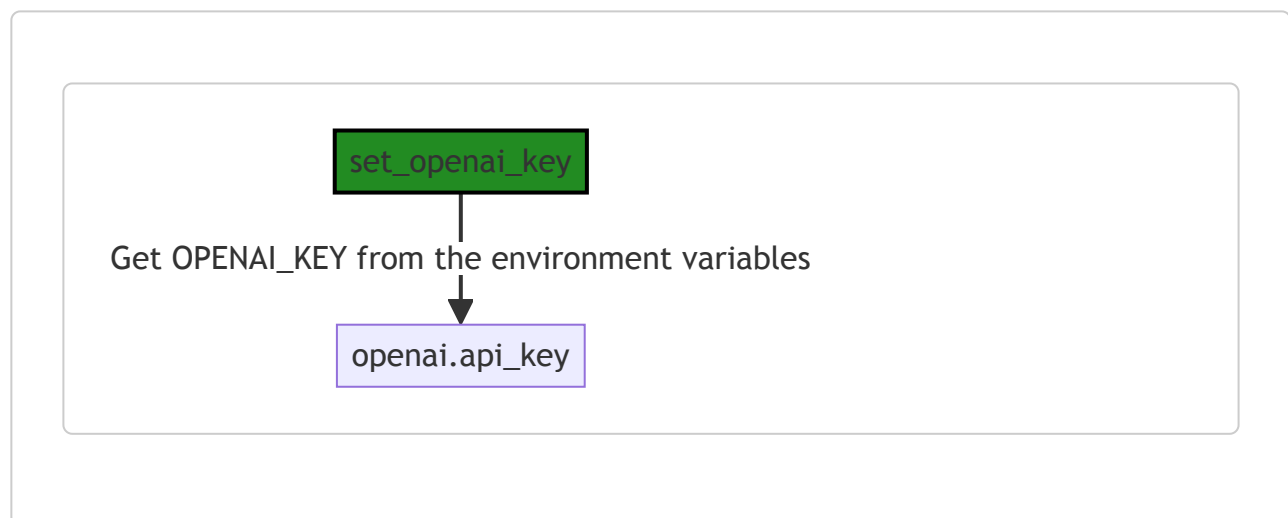 set_openai_key
Get OPENAI_KEY from the environment variables
openai.api_key